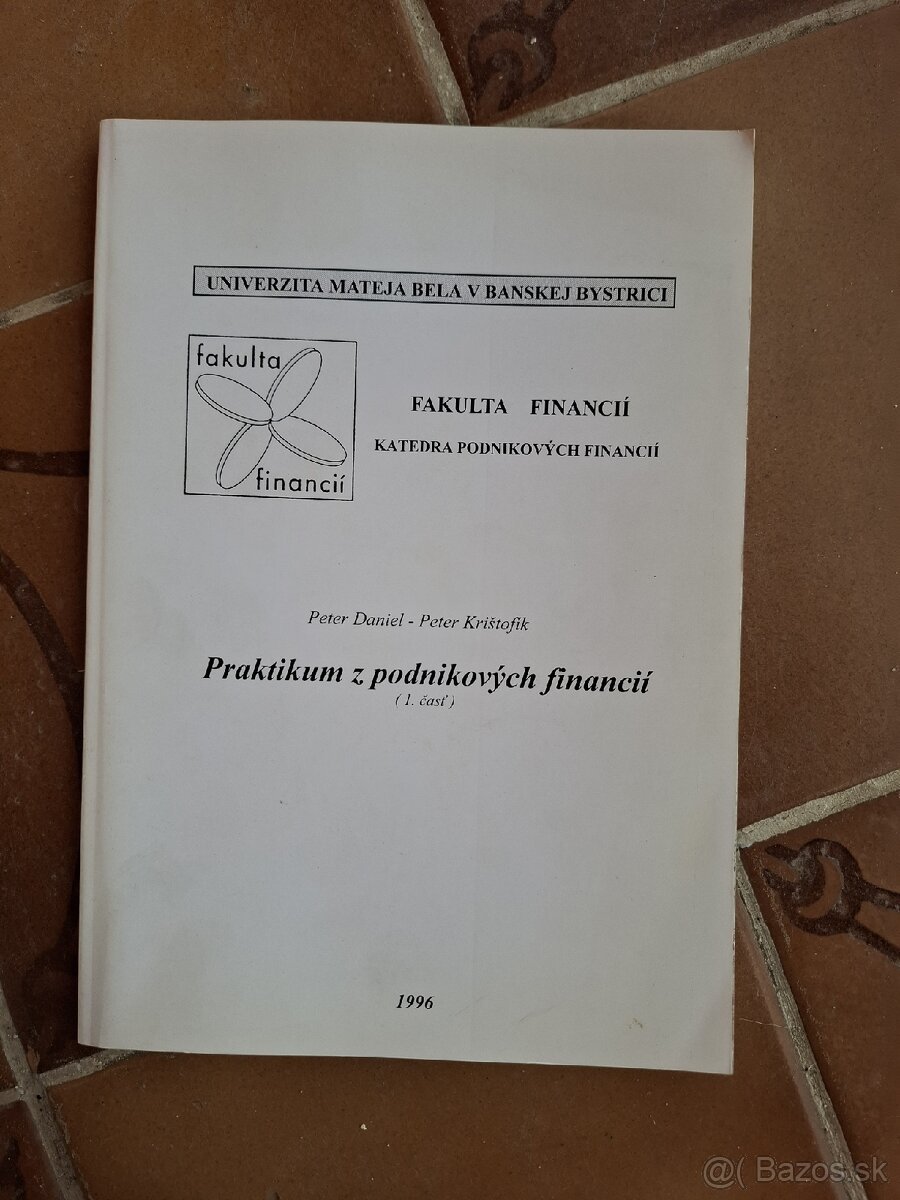 UNIVERZITA MATEJA BELA V BANSKEJ BYSTRICI
fakulta
financií
FAKULTA FINANCIÍ
KATEDRA PODNIKOVÝCH FINANCIÍ
Peter Daniel - Peter Krištofík
Praktikum z podnikových financií
( 1. časť )
1996
@( Bazos.sk